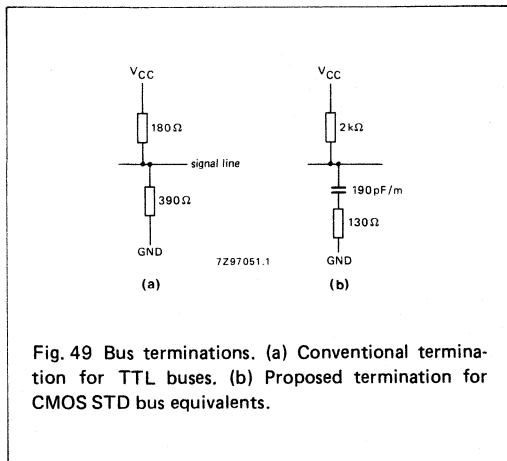 VCC
180Ω
signal line
390Ω
GND
(a)
7Z97051.1
VCC
2kΩ
190pF/m
130Ω
GND
(b)
Fig. 49 Bus terminations. (a) Conventional termina-
tion for TTL buses. (b) Proposed termination for
CMOS STD bus equivalents.